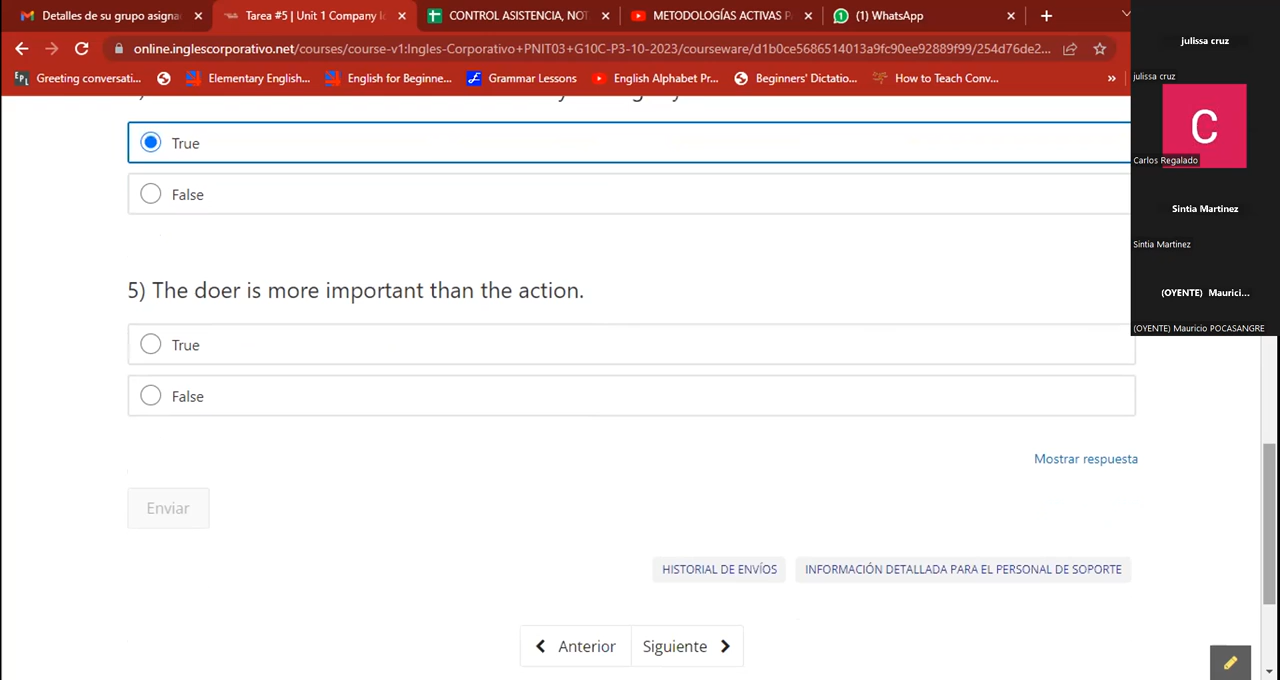 Detalles de su grupo asigna
Tarea #5 | Unit 1 Company I
CONTROL ASISTENCIA, NOT
METODOLOGÍAS ACTIVAS P
(1) WhatsApp
online.inglescorporativo.net/courses/course-v1:Ingles-Corporativo+PNIT03+G10C-P3-10-2023/courseware/d1b0ce5686514013a9fc90ee92889f99/254d76de2...
Greeting conversati...
Elementary English...
English for Beginne...
Grammar Lessons
English Alphabet Pr...
Beginners' Dictatio...
How to Teach Conv...
»
julissa cruz
julissa cruz
C
Carlos Regalado
Sintia Martinez
Sintia Martinez
(OYENTE) Maurici...
(OYENTE) Mauricio POCASANGRE
True
False
5) The doer is more important than the action.
True
False
Mostrar respuesta
Enviar
HISTORIAL DE ENVÍOS
INFORMACIÓN DETALLADA PARA EL PERSONAL DE SOPORTE
Anterior
Siguiente